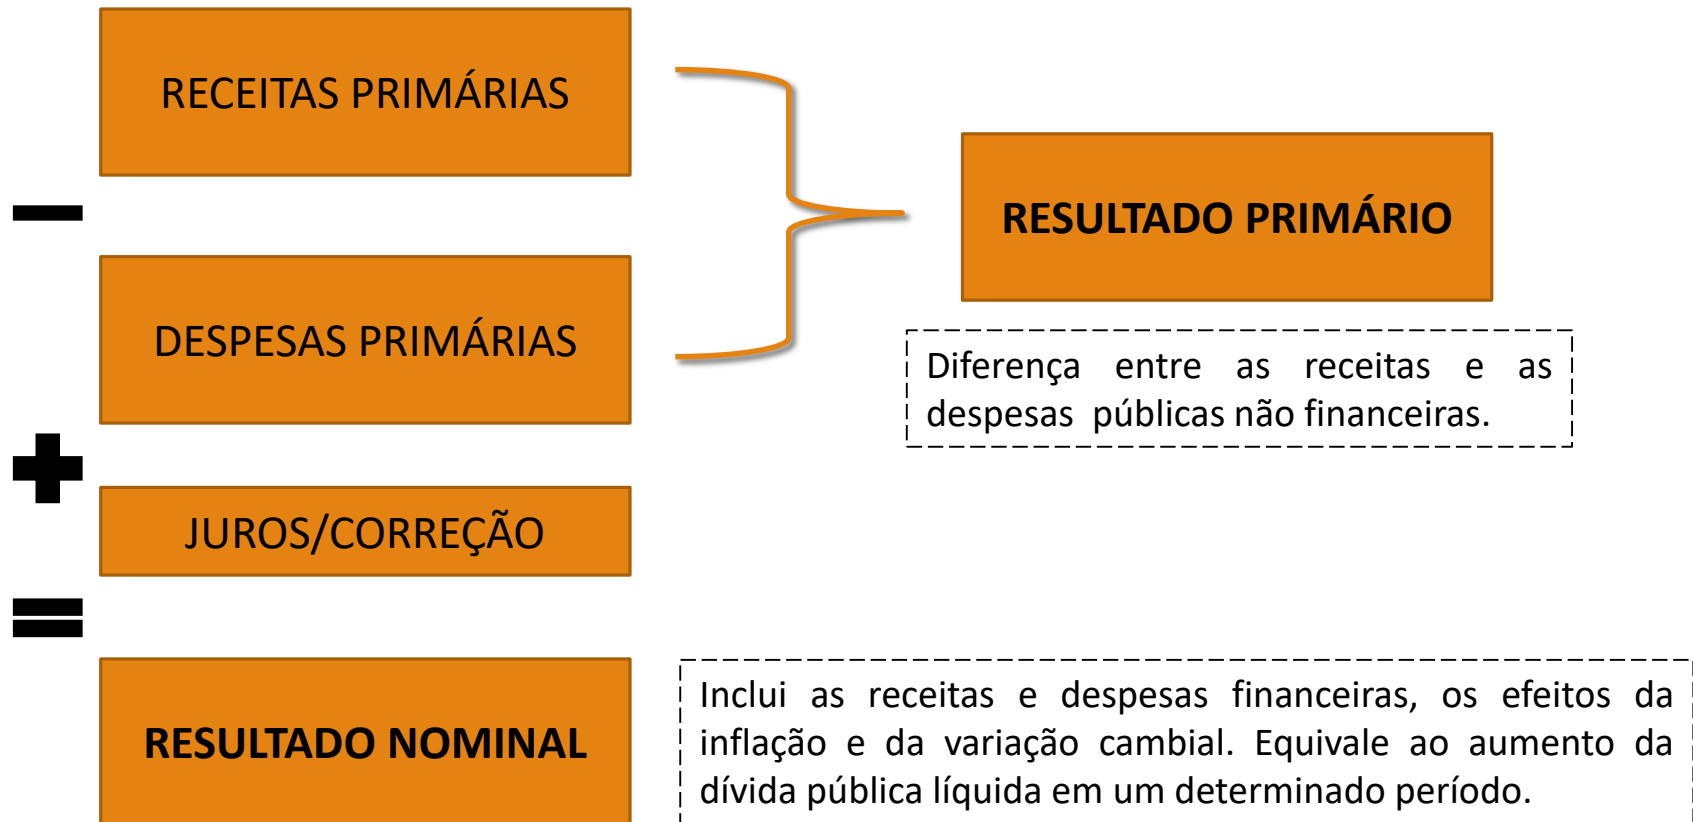 RECEITAS PRIMÁRIAS
RESULTADO PRIMÁRIO
DESPESAS PRIMÁRIAS
Diferença entre as receitas e as
despesas públicas não financeiras.
JUROS/CORREÇÃO
RESULTADO NOMINAL
Inclui as receitas e despesas financeiras, os efeitos da
inflação e da variação cambial. Equivale ao aumento da
dívida pública líquida em um determinado período.